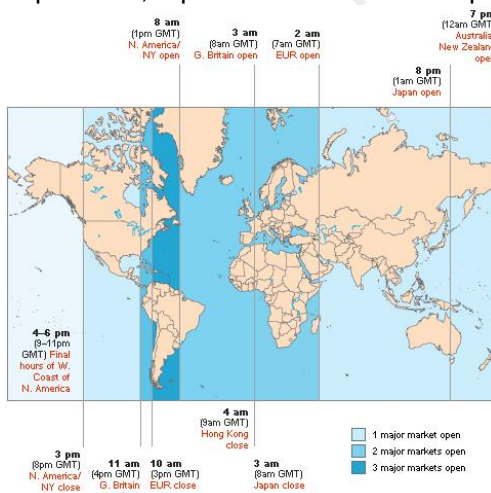 8 am
(1pm GMT)
N. America/
NY open
3 am
(8am GMT)
G. Britain open
2 am
(7am GMT)
EUR open
7 pm
(12am GMT)
Australia/
New Zealand
open
8 pm
(1am GMT)
Japan open
4–6 pm
(9–11pm
GMT) Final
hours of W.
Coast of
N. America
4 am
(9am GMT)
Hong Kong
close
3 pm
(8pm GMT)
N. America/
NY close
11 am
(4pm GMT)
G. Britain
10 am
(3pm GMT)
EUR close
3 am
(8am GMT)
Japan close
1 major markets open
2 major markets open
3 major markets open